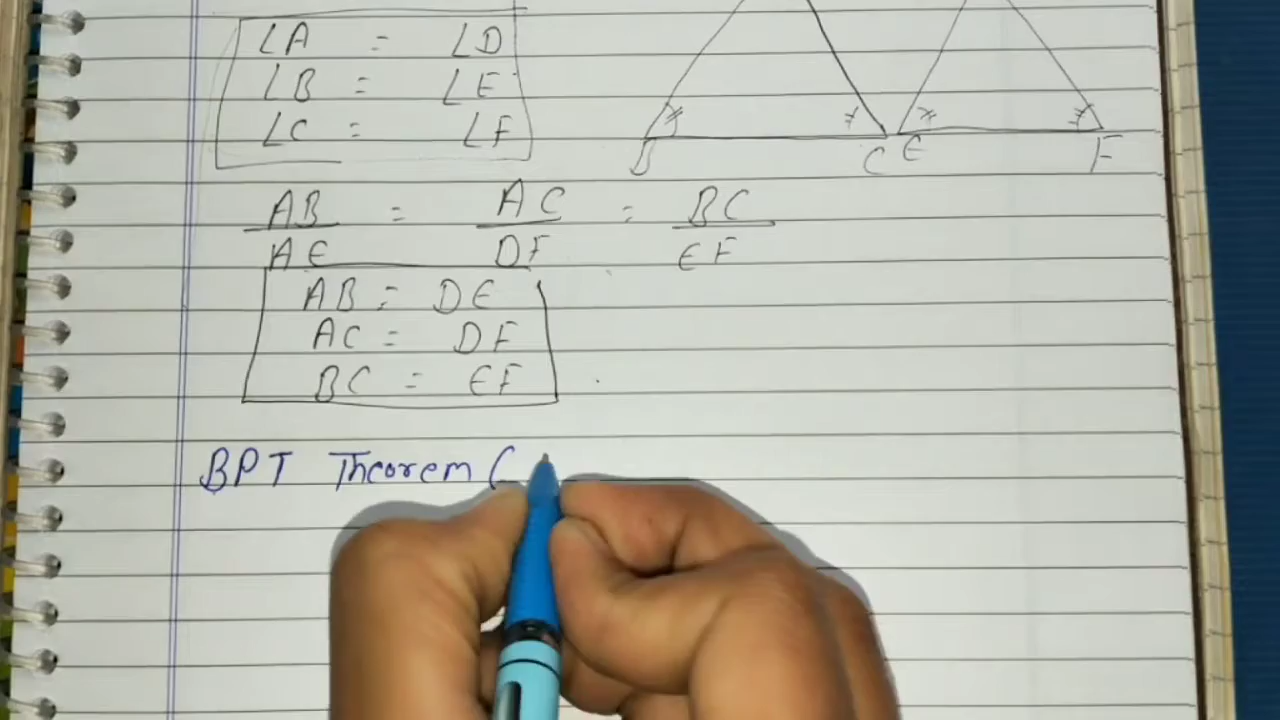 ∠A = ∠D
∠B = ∠E
∠C = ∠F
B C E F
AB/AE = AC/DF = BC/EF
AB = DE
AC = DF
BC = EF
BPT Theorem (